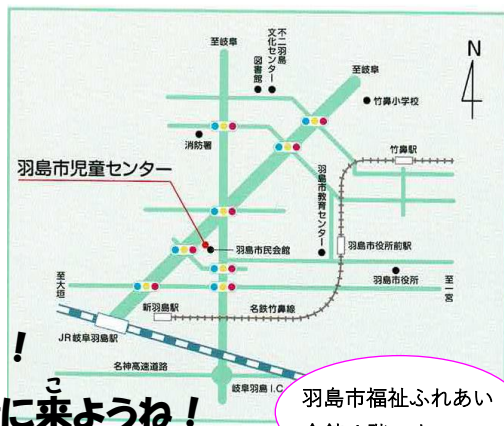 至岐阜
不二羽島
文化センター
図書館
N
至岐阜
竹鼻小学校
消防署
竹鼻駅
羽島市児童センター
羽島市教育センター
羽島市民会館
羽島市役所前駅
羽島市役所
至大垣
至一宮
新羽島駅
名鉄竹鼻線
JR岐阜羽島駅
名神高速道路
岐阜羽島I.C
!
こ
に来ようね!
羽島市福祉ふれあい